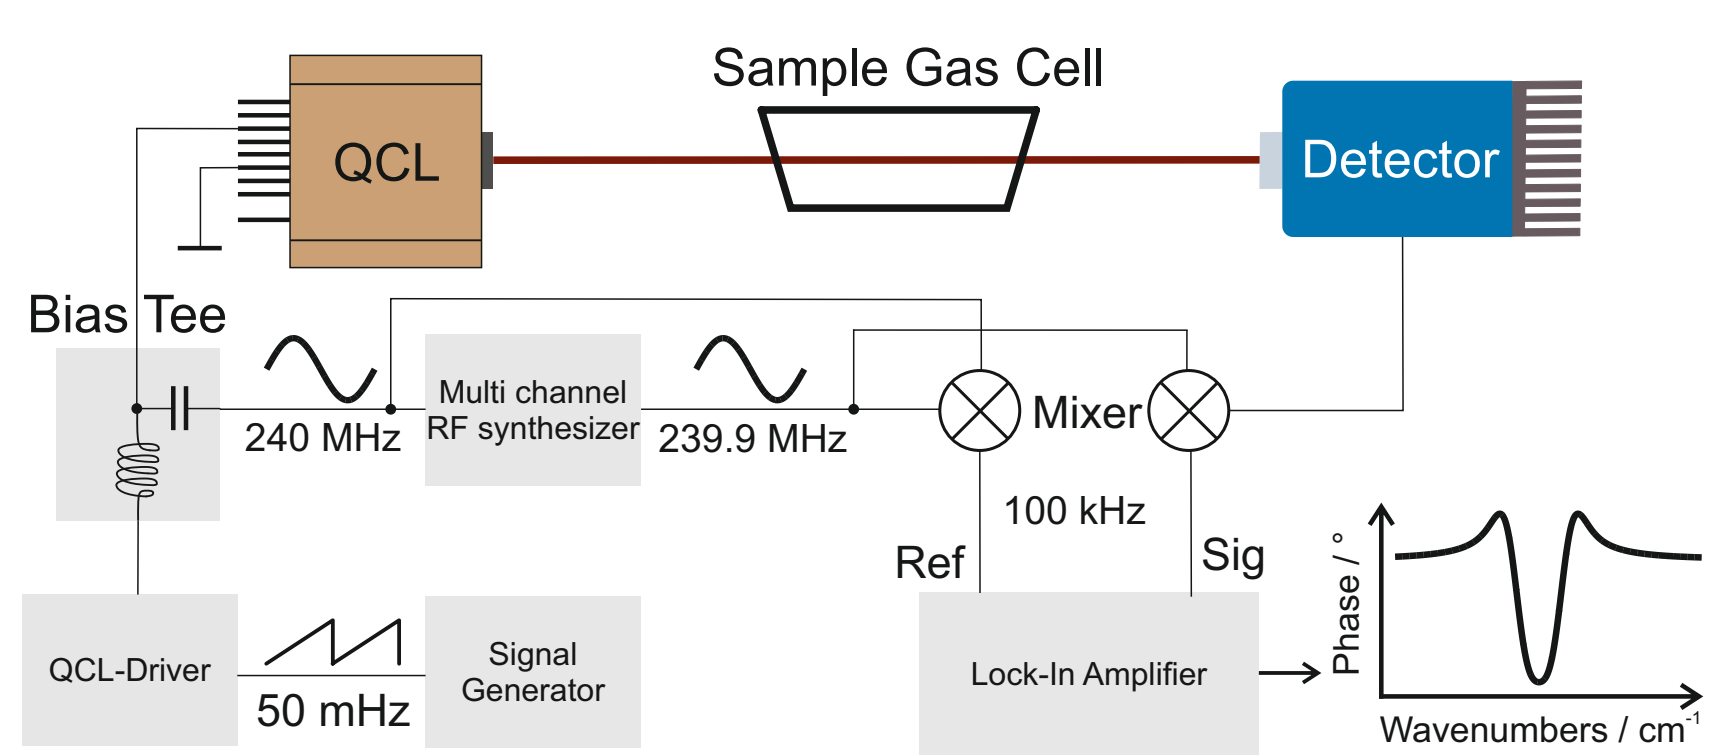 Sample Gas Cell
QCL
Detector
Bias Tee
Multi channel
RF synthesizer
240 MHz
239.9 MHz
Mixer
100 kHz
Ref
Sig
QCL-Driver
50 mHz
Signal
Generator
Lock-In Amplifier
Phase / °
Wavenumbers / cm⁻¹